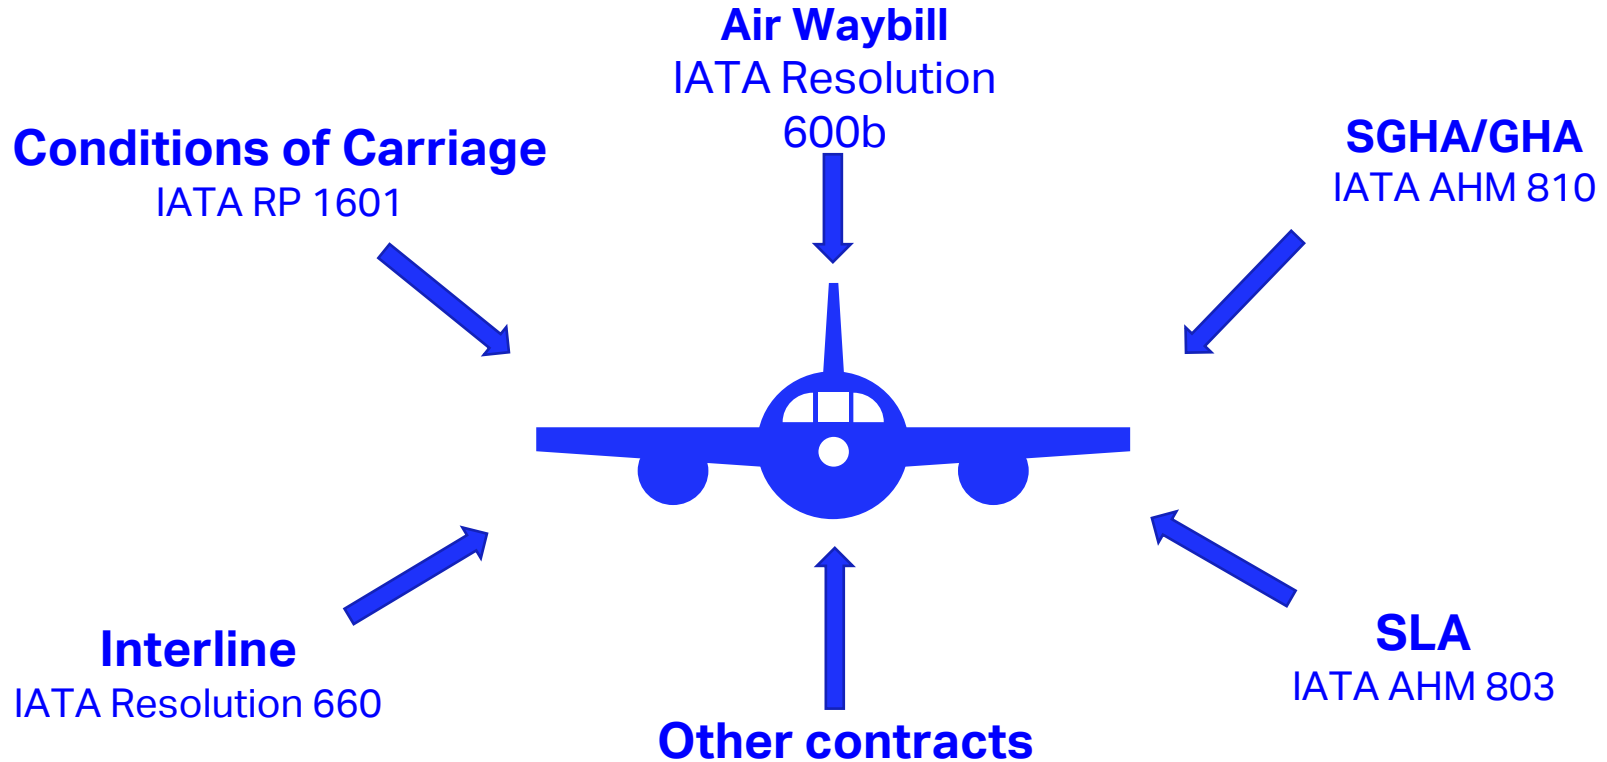 Air Waybill
IATA Resolution
600b
Conditions of Carriage
IATA RP 1601
SGHA/GHA
IATA AHM 810
Interline
IATA Resolution 660
SLA
IATA AHM 803
Other contracts